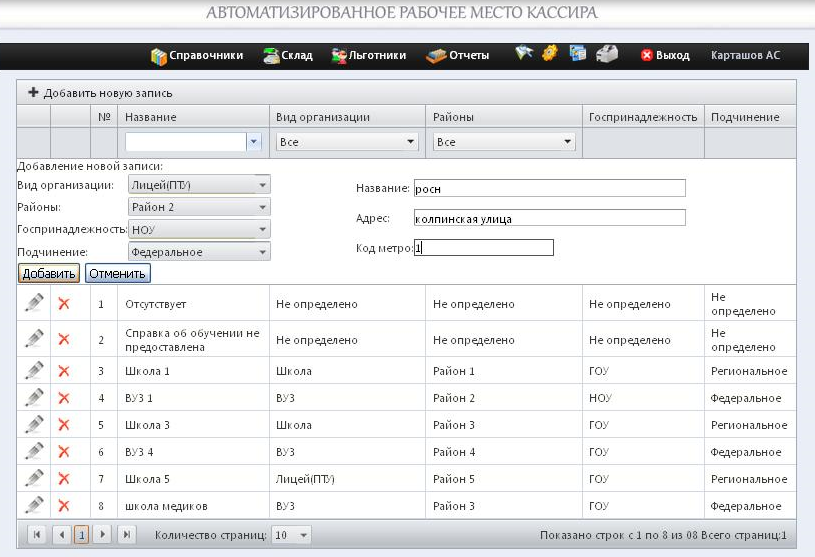 АВТОМАТИЗИРОВАННОЕ РАБОЧЕЕ МЕСТО КАССИРА
Справочники Склад Льготники Отчеты Выход Карташов АС
Добавить новую запись
№ Название Вид организации Районы Госпринадлежность Подчинение
Все Все
Добавление новой записи:
Вид организации: Лицей(ПТУ) Название: росн
Районы: Район 2 Адрес: колпинская улица
Госпринадлежность: НОУ Код метро: 1
Подчинение: Федеральное
Добавить Отменить
1 Отсутствует Не определено Не определено Не определено Не определено
2 Справка об обучении не предоставлена Не определено Не определено Не определено Не определено
3 Школа 1 Школа Район 1 ГОУ Региональное
4 ВУЗ 1 ВУЗ Район 2 НОУ Федеральное
5 Школа 3 Школа Район 3 ГОУ Региональное
6 ВУЗ 4 ВУЗ Район 4 ГОУ Федеральное
7 Школа 5 Лицей(ПТУ) Район 5 ГОУ Региональное
8 школа медиков ВУЗ Район 3 ГОУ Федеральное
1 Количество страниц: 10 Показано строк с 1 по 8 из 08 Всего страниц:1